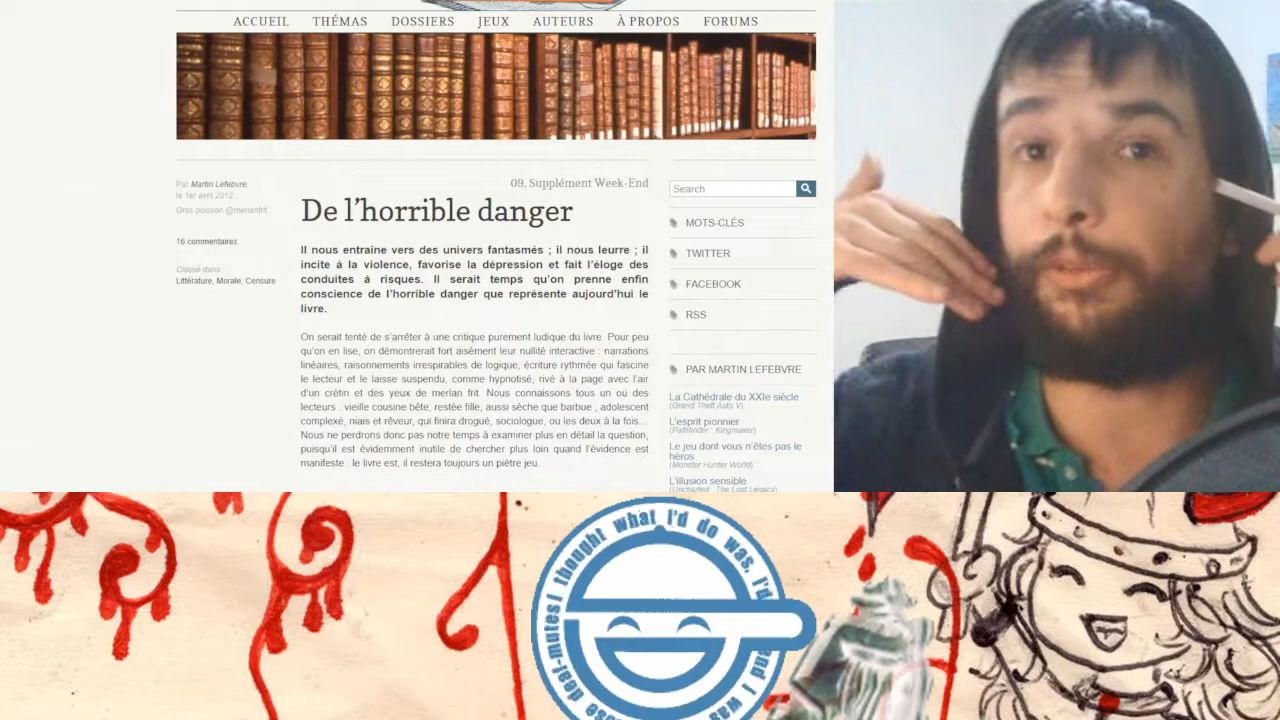 ACCUEIL THÉMAS DOSSIERS JEUX AUTEURS À PROPOS FORUMS
Par Martin Lefebvre,
le 1er avril 2012
Gros poisson @merlanfrit
16 commentaires
Classé dans
Littérature, Morale, Censure
09. Supplément Week-End
De l'horrible danger
Il nous entraîne vers des univers fantasmés ; il nous leurre ; il
incite à la violence, favorise la dépression et fait l'éloge des
conduites à risques. Il serait temps qu'on prenne enfin
conscience de l'horrible danger que représente aujourd'hui le
livre.
On serait tenté de s'arrêter à une critique purement ludique du livre. Pour peu
qu'on en lise, on démontrerait fort aisément leur nullité interactive : narrations
linéaires, raisonnements irrespirables de logique, écriture rythmée qui fascine
le lecteur et le laisse suspendu, comme hypnotisé, rivé à la page avec l'air
d'un crétin et des yeux de merlan frit. Nous connaissons tous un ou des
lecteurs : vieille cousine bête, restée fille, aussi sèche que barbue ; adolescent
complexé, niais et rêveur, qui finira drogué, sociologue, ou les deux à la fois...
Nous ne perdrons donc pas notre temps à examiner plus en détail la question,
puisqu'il est évidemment inutile de chercher plus loin quand l'évidence est
manifeste : le livre est, il restera toujours un piètre jeu.
Search
MOTS-CLÉS
TWITTER
FACEBOOK
RSS
PAR MARTIN LEFEBVRE
La Cathédrale du XXIe siècle
(Grand Theft Auto V)
L'esprit pionnier
(Pathfinder : Kingmaker)
Le jeu dont vous n'êtes pas le
héros
(Monster Hunter World)
L'illusion sensible
(Uncharted : The Lost Legacy)
I thought what I'd do was, I'd
and I was
deaf-mutes